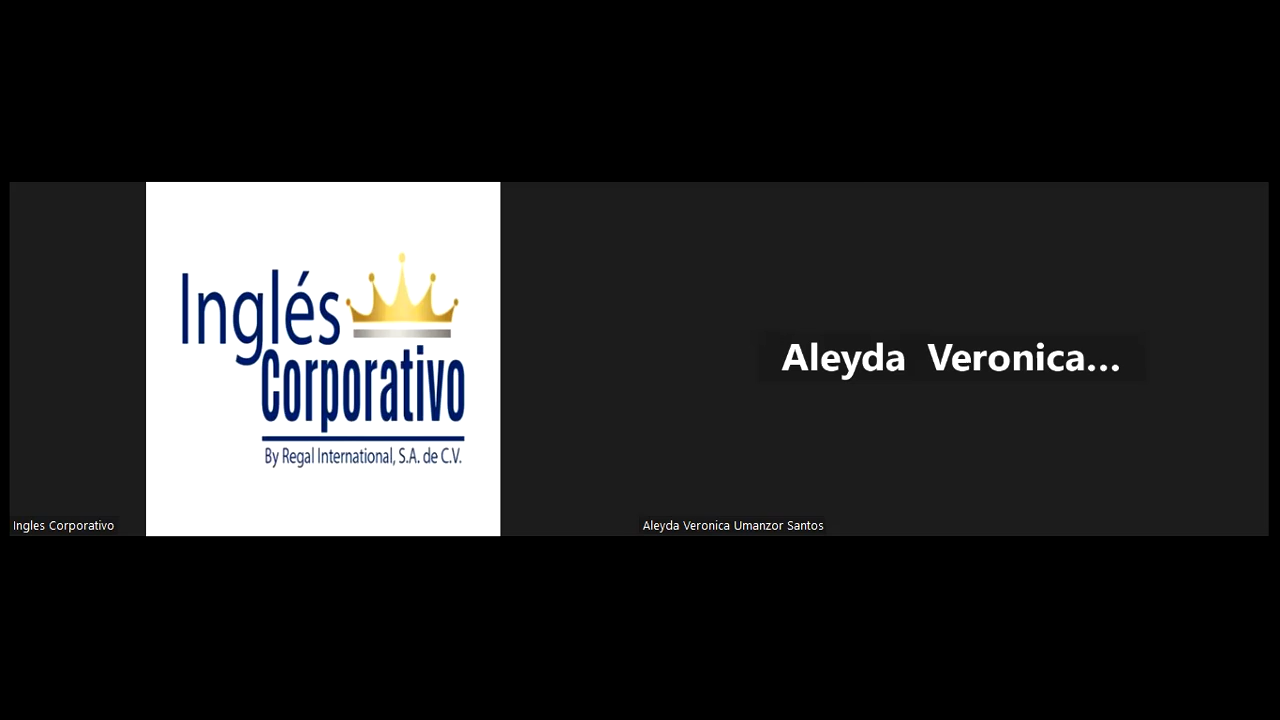 Inglés
Corporativo
By Regal International, S.A. de C.V.
Ingles Corporativo
Aleyda Veronica...
Aleyda Veronica Umanzor Santos